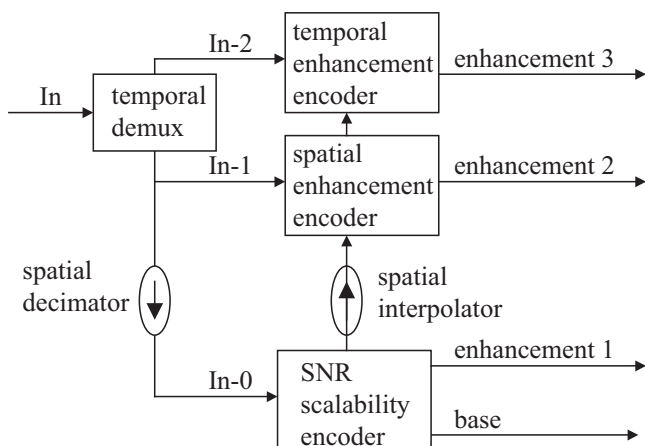 In
temporal
demux
In-2
temporal
enhancement
encoder
enhancement 3
In-1
spatial
enhancement
encoder
enhancement 2
spatial
decimator
spatial
interpolator
In-0
SNR
scalability
encoder
enhancement 1
base